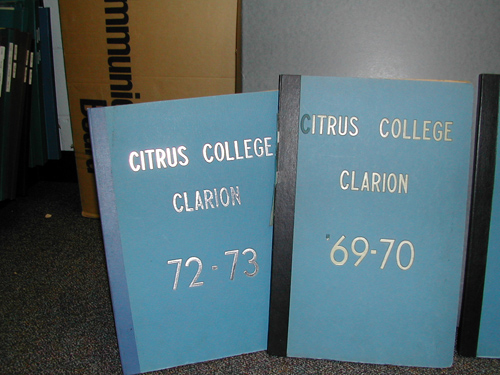 CITRUS COLLEGE
CLARION
72-73
CITRUS COLLEGE
CLARION
'69-70